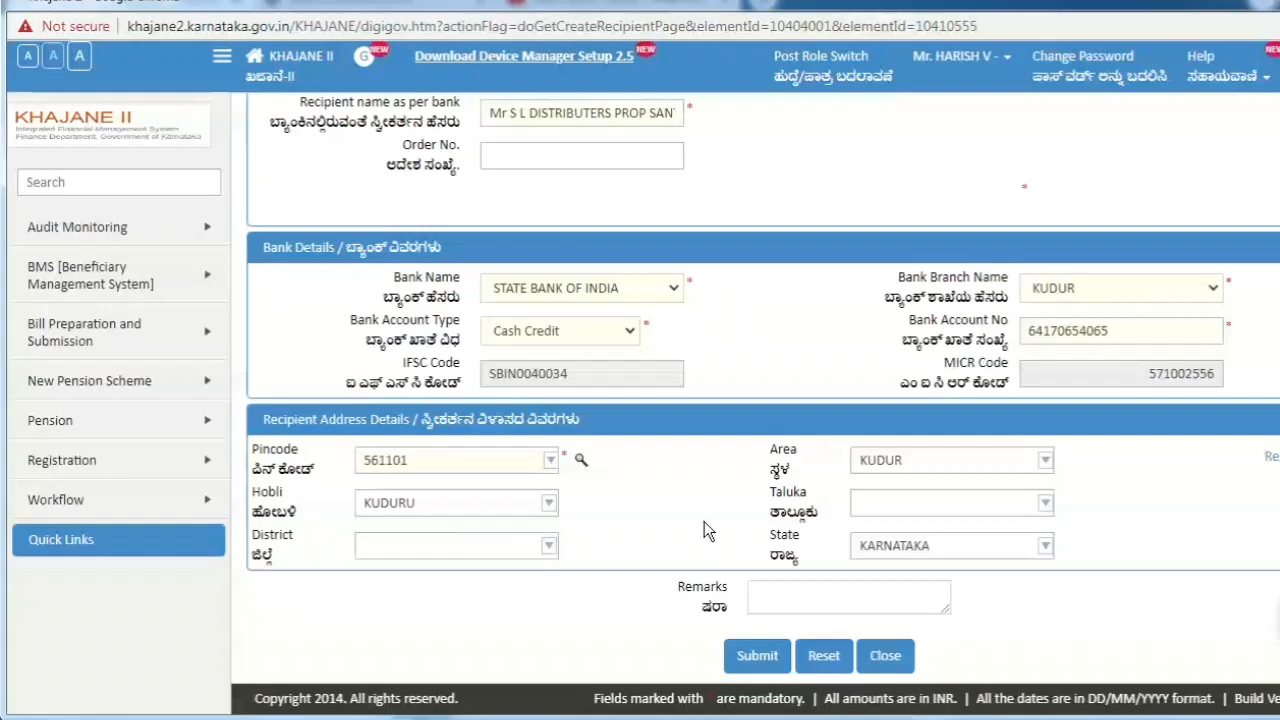 Not secure khajane2.karnataka.gov.in/KHAJANE/digigov.htm?actionFlag=doGetCreateRecipientPage&elementId=10404001&elementId=10410555
A A A KHAJANE II G NEW Download Device Manager Setup 2.5 NEW Post Role Switch Mr. HARISH V - Change Password Help
ಖಜಾನೆ-II ಹುದ್ದೆ/ಪಾತ್ರ ಬದಲಾವಣೆ ಪಾಸ್ ವರ್ಡ್ ಅನ್ನು ಬದಲಿಸಿ ಸಹಾಯವಾಣಿ
KHAJANE II
Integrated Financial Management System
Finance Department, Government of Karnataka
Search
Audit Monitoring
BMS [Beneficiary
Management System]
Bill Preparation and
Submission
New Pension Scheme
Pension
Registration
Workflow
Quick Links
Recipient name as per bank Mr S L DISTRIBUTERS PROP SAN *
ಬ್ಯಾಂಕಿನಲ್ಲಿರುವಂತೆ ಸ್ವೀಕರ್ತನ ಹೆಸರು
Order No.
ಆದೇಶ ಸಂಖ್ಯೆ.
*
Bank Details / ಬ್ಯಾಂಕ್ ವಿವರಗಳು
Bank Name STATE BANK OF INDIA * Bank Branch Name KUDUR *
ಬ್ಯಾಂಕ್ ಹೆಸರು ಬ್ಯಾಂಕ್ ಶಾಖೆಯ ಹೆಸರು
Bank Account Type Cash Credit * Bank Account No 64170654065 *
ಬ್ಯಾಂಕ್ ಖಾತೆ ವಿಧ ಬ್ಯಾಂಕ್ ಖಾತೆ ಸಂಖ್ಯೆ
IFSC Code SBIN0040034 MICR Code 571002556
ಐ ಎಫ್ ಎಸ್ ಸಿ ಕೋಡ್ ಎಂ ಐ ಸಿ ಆರ್ ಕೋಡ್
Recipient Address Details / ಸ್ವೀಕರ್ತನ ವಿಳಾಸದ ವಿವರಗಳು
Pincode 561101 * Area KUDUR Re
ಪಿನ್ ಕೋಡ್ ಸ್ಥಳ
Hobli KUDURU Taluka
ಹೋಬಳಿ ತಾಲ್ಲೂಕು
District State KARNATAKA
ಜಿಲ್ಲೆ ರಾಜ್ಯ
Remarks
ಷರಾ
Submit Reset Close
Copyright 2014. All rights reserved. Fields marked with * are mandatory. | All amounts are in INR. | All the dates are in DD/MM/YYYY format. | Build Ve